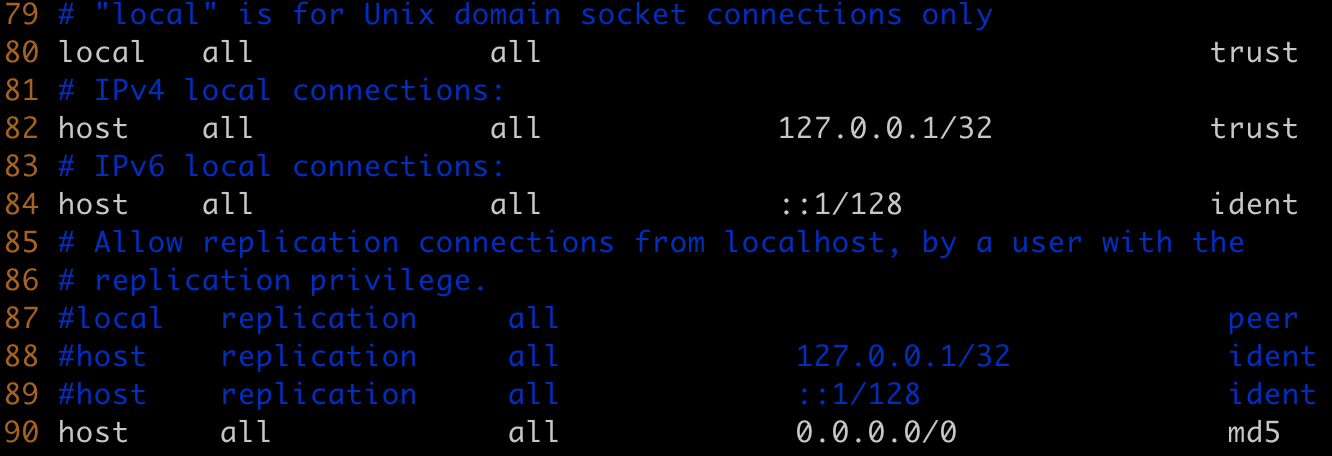 79 # "local" is for Unix domain socket connections only
80 local   all             all                                     trust
81 # IPv4 local connections:
82 host    all             all             127.0.0.1/32            trust
83 # IPv6 local connections:
84 host    all             all             ::1/128                 ident
85 # Allow replication connections from localhost, by a user with the
86 # replication privilege.
87 #local   replication     all                                     peer
88 #host    replication     all             127.0.0.1/32            ident
89 #host    replication     all             ::1/128                 ident
90 host     all             all             0.0.0.0/0               md5